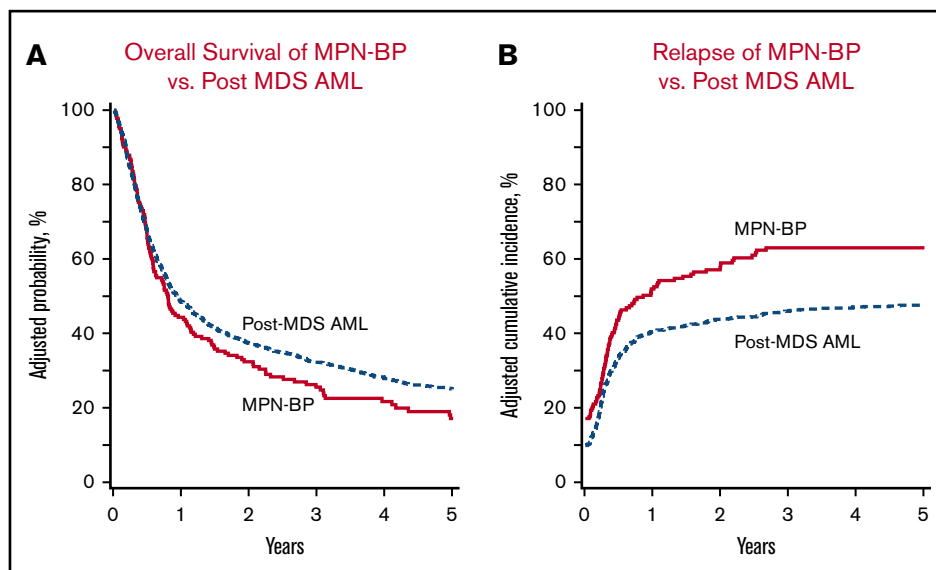 A
Overall Survival of MPN-BP
vs. Post MDS AML
100
80
60
40
20
0
Adjusted probability, %
Post-MDS AML
MPN-BP
0 1 2 3 4 5
Years
B
Relapse of MPN-BP
vs. Post MDS AML
100
80
60
40
20
0
Adjusted cumulative incidence, %
MPN-BP
Post-MDS AML
0 1 2 3 4 5
Years